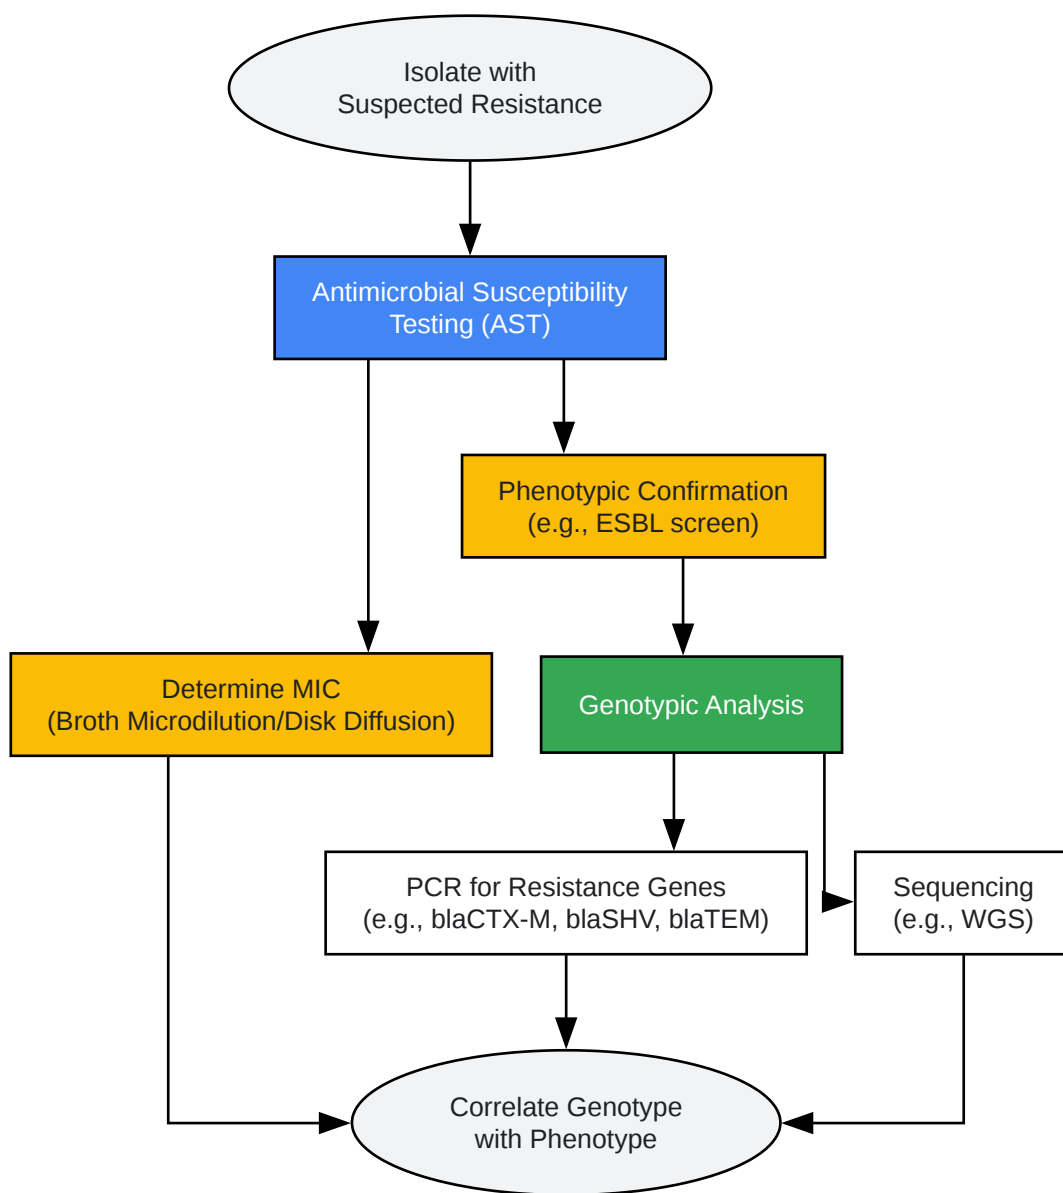 Isolate with
Suspected Resistance
Antimicrobial Susceptibility
Testing (AST)
Phenotypic Confirmation
(e.g., ESBL screen)
Determine MIC
(Broth Microdilution/Disk Diffusion)
Genotypic Analysis
PCR for Resistance Genes
(e.g., blaCTX-M, blaSHV, blaTEM)
Sequencing
(e.g., WGS)
Correlate Genotype
with Phenotype